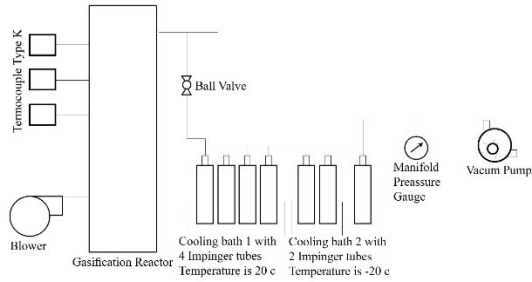 Termocouple Type K
Ball Valve
Manifold
Preassure
Gauge
Vacum Pump
Blower
Gasification Reactor
Cooling bath 1 with
4 Impinger tubes
Temperature is 20 c
Cooling bath 2 with
2 Impinger tubes
Temperature is -20 c